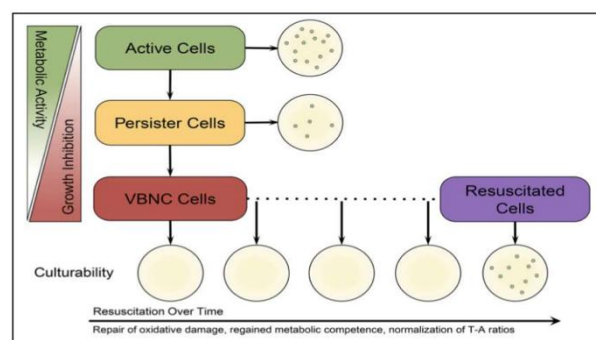 Metabolic Activity
Growth Inhibition
Active Cells
Persister Cells
VBNC Cells
Resuscitated
Cells
Culturability
Resuscitation Over Time
Repair of oxidative damage, regained metabolic competence, normalization of T-A ratios